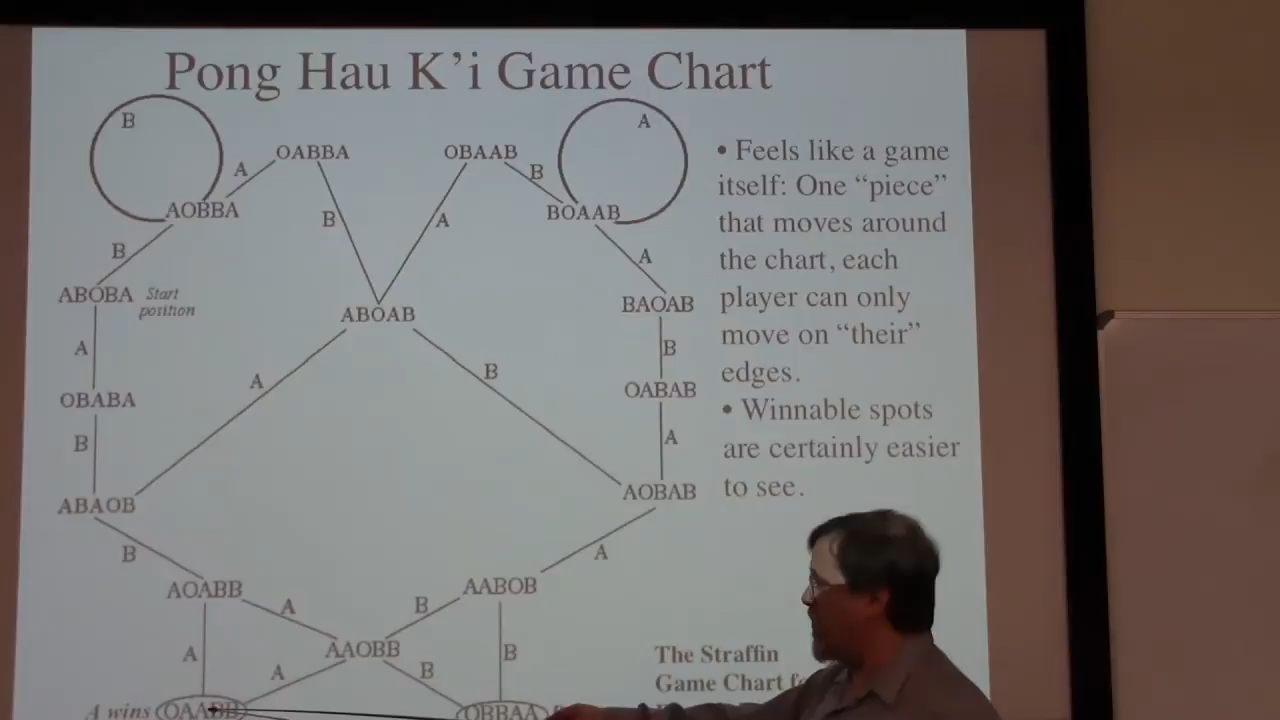 Pong Hau K'i Game Chart
B
A
OABBA
OBAAB
A
B
AOBBA
BOAAB
B
A
B
A
ABOBA
Start
position
ABOAB
BAOAB
A
B
OBABA
A
B
OABAB
B
A
ABAOB
AOBAB
B
A
AOABB
AABOB
A
B
A
AAOBB
B
A
B
A wins
OAABB
OBBAA
• Feels like a game
itself: One “piece”
that moves around
the chart, each
player can only
move on “their”
edges.
• Winnable spots
are certainly easier
to see.
The Straffin
Game Chart